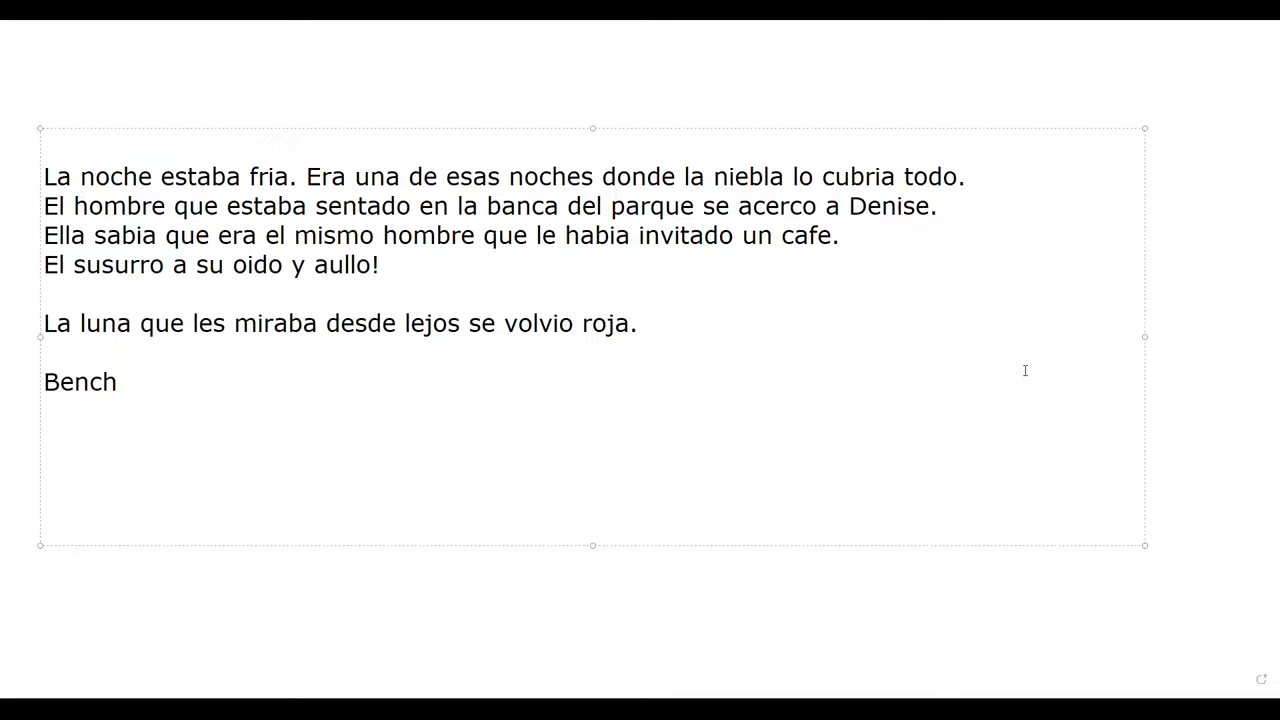 La noche estaba fria. Era una de esas noches donde la niebla lo cubria todo.
El hombre que estaba sentado en la banca del parque se acerco a Denise.
Ella sabia que era el mismo hombre que le habia invitado un cafe.
El susurro a su oido y aullo!
La luna que les miraba desde lejos se volvio roja.
Bench